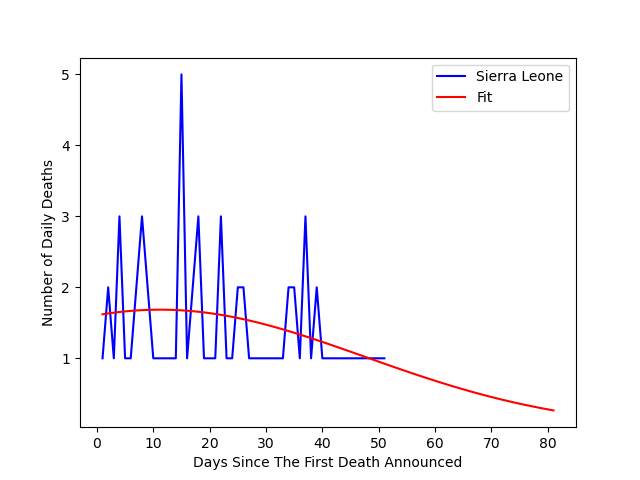 Sierra Leone
Fit
Number of Daily Deaths
5
4
3
2
1
0 10 20 30 40 50 60 70 80
Days Since The First Death Announced